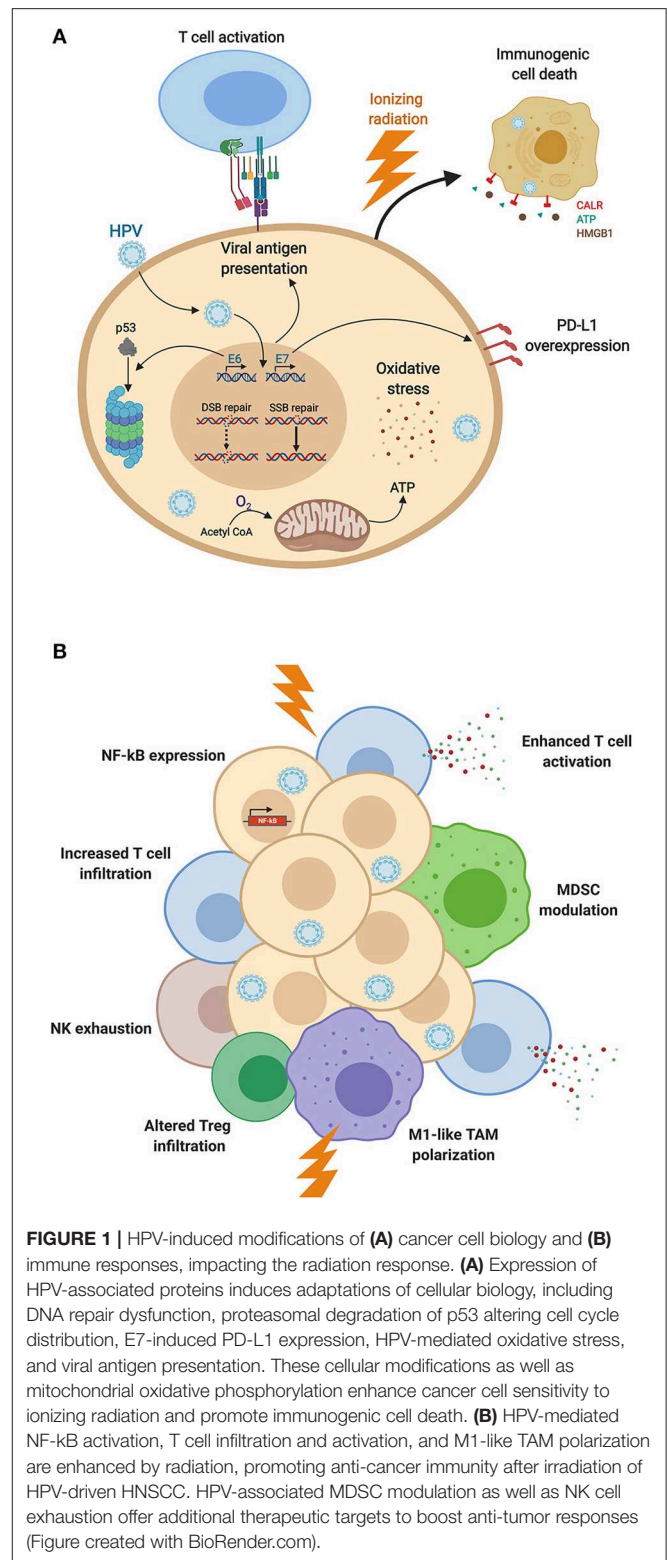 A
T cell activation
Immunogenic
cell death
Ionizing
radiation
CALR
ATP
HMGB1
HPV
Viral antigen
presentation
p53
E6
E7
PD-L1
overexpression
Oxidative
stress
DSB repair
SSB repair
O2
ATP
Acetyl CoA
B
NF-kB expression
Enhanced T cell
activation
NF-kB
Increased T cell
infiltration
MDSC
modulation
NK exhaustion
Altered Treg
infiltration
M1-like TAM
polarization
FIGURE 1 | HPV-induced modifications of (A) cancer cell biology and (B)
immune responses, impacting the radiation response. (A) Expression of
HPV-associated proteins induces adaptations of cellular biology, including
DNA repair dysfunction, proteasomal degradation of p53 altering cell cycle
distribution, E7-induced PD-L1 expression, HPV-mediated oxidative stress,
and viral antigen presentation. These cellular modifications as well as
mitochondrial oxidative phosphorylation enhance cancer cell sensitivity to
ionizing radiation and promote immunogenic cell death. (B) HPV-mediated
NF-kB activation, T cell infiltration and activation, and M1-like TAM polarization
are enhanced by radiation, promoting anti-cancer immunity after irradiation of
HPV-driven HNSCC. HPV-associated MDSC modulation as well as NK cell
exhaustion offer additional therapeutic targets to boost anti-tumor responses
(Figure created with BioRender.com).